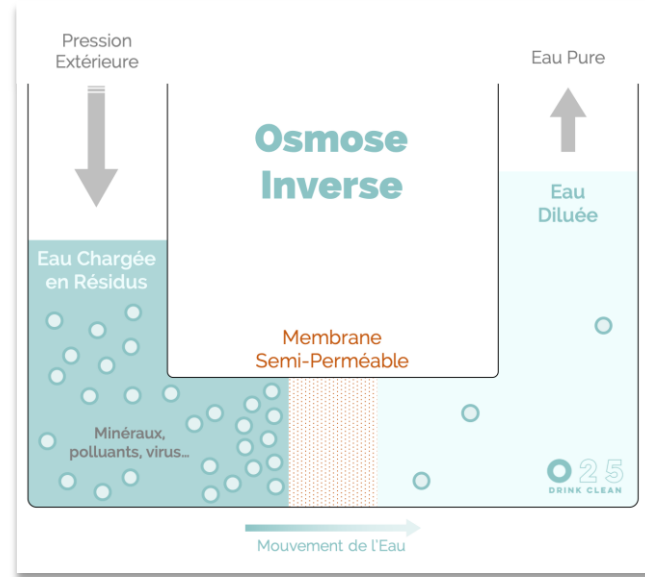 Pression
Extérieure
Eau Pure
Osmose
Inverse
Eau
Diluée
Eau Chargée
en Résidus
Membrane
Semi-Perméable
Minéraux,
polluants, virus...
O25
DRINK CLEAN
Mouvement de l'Eau